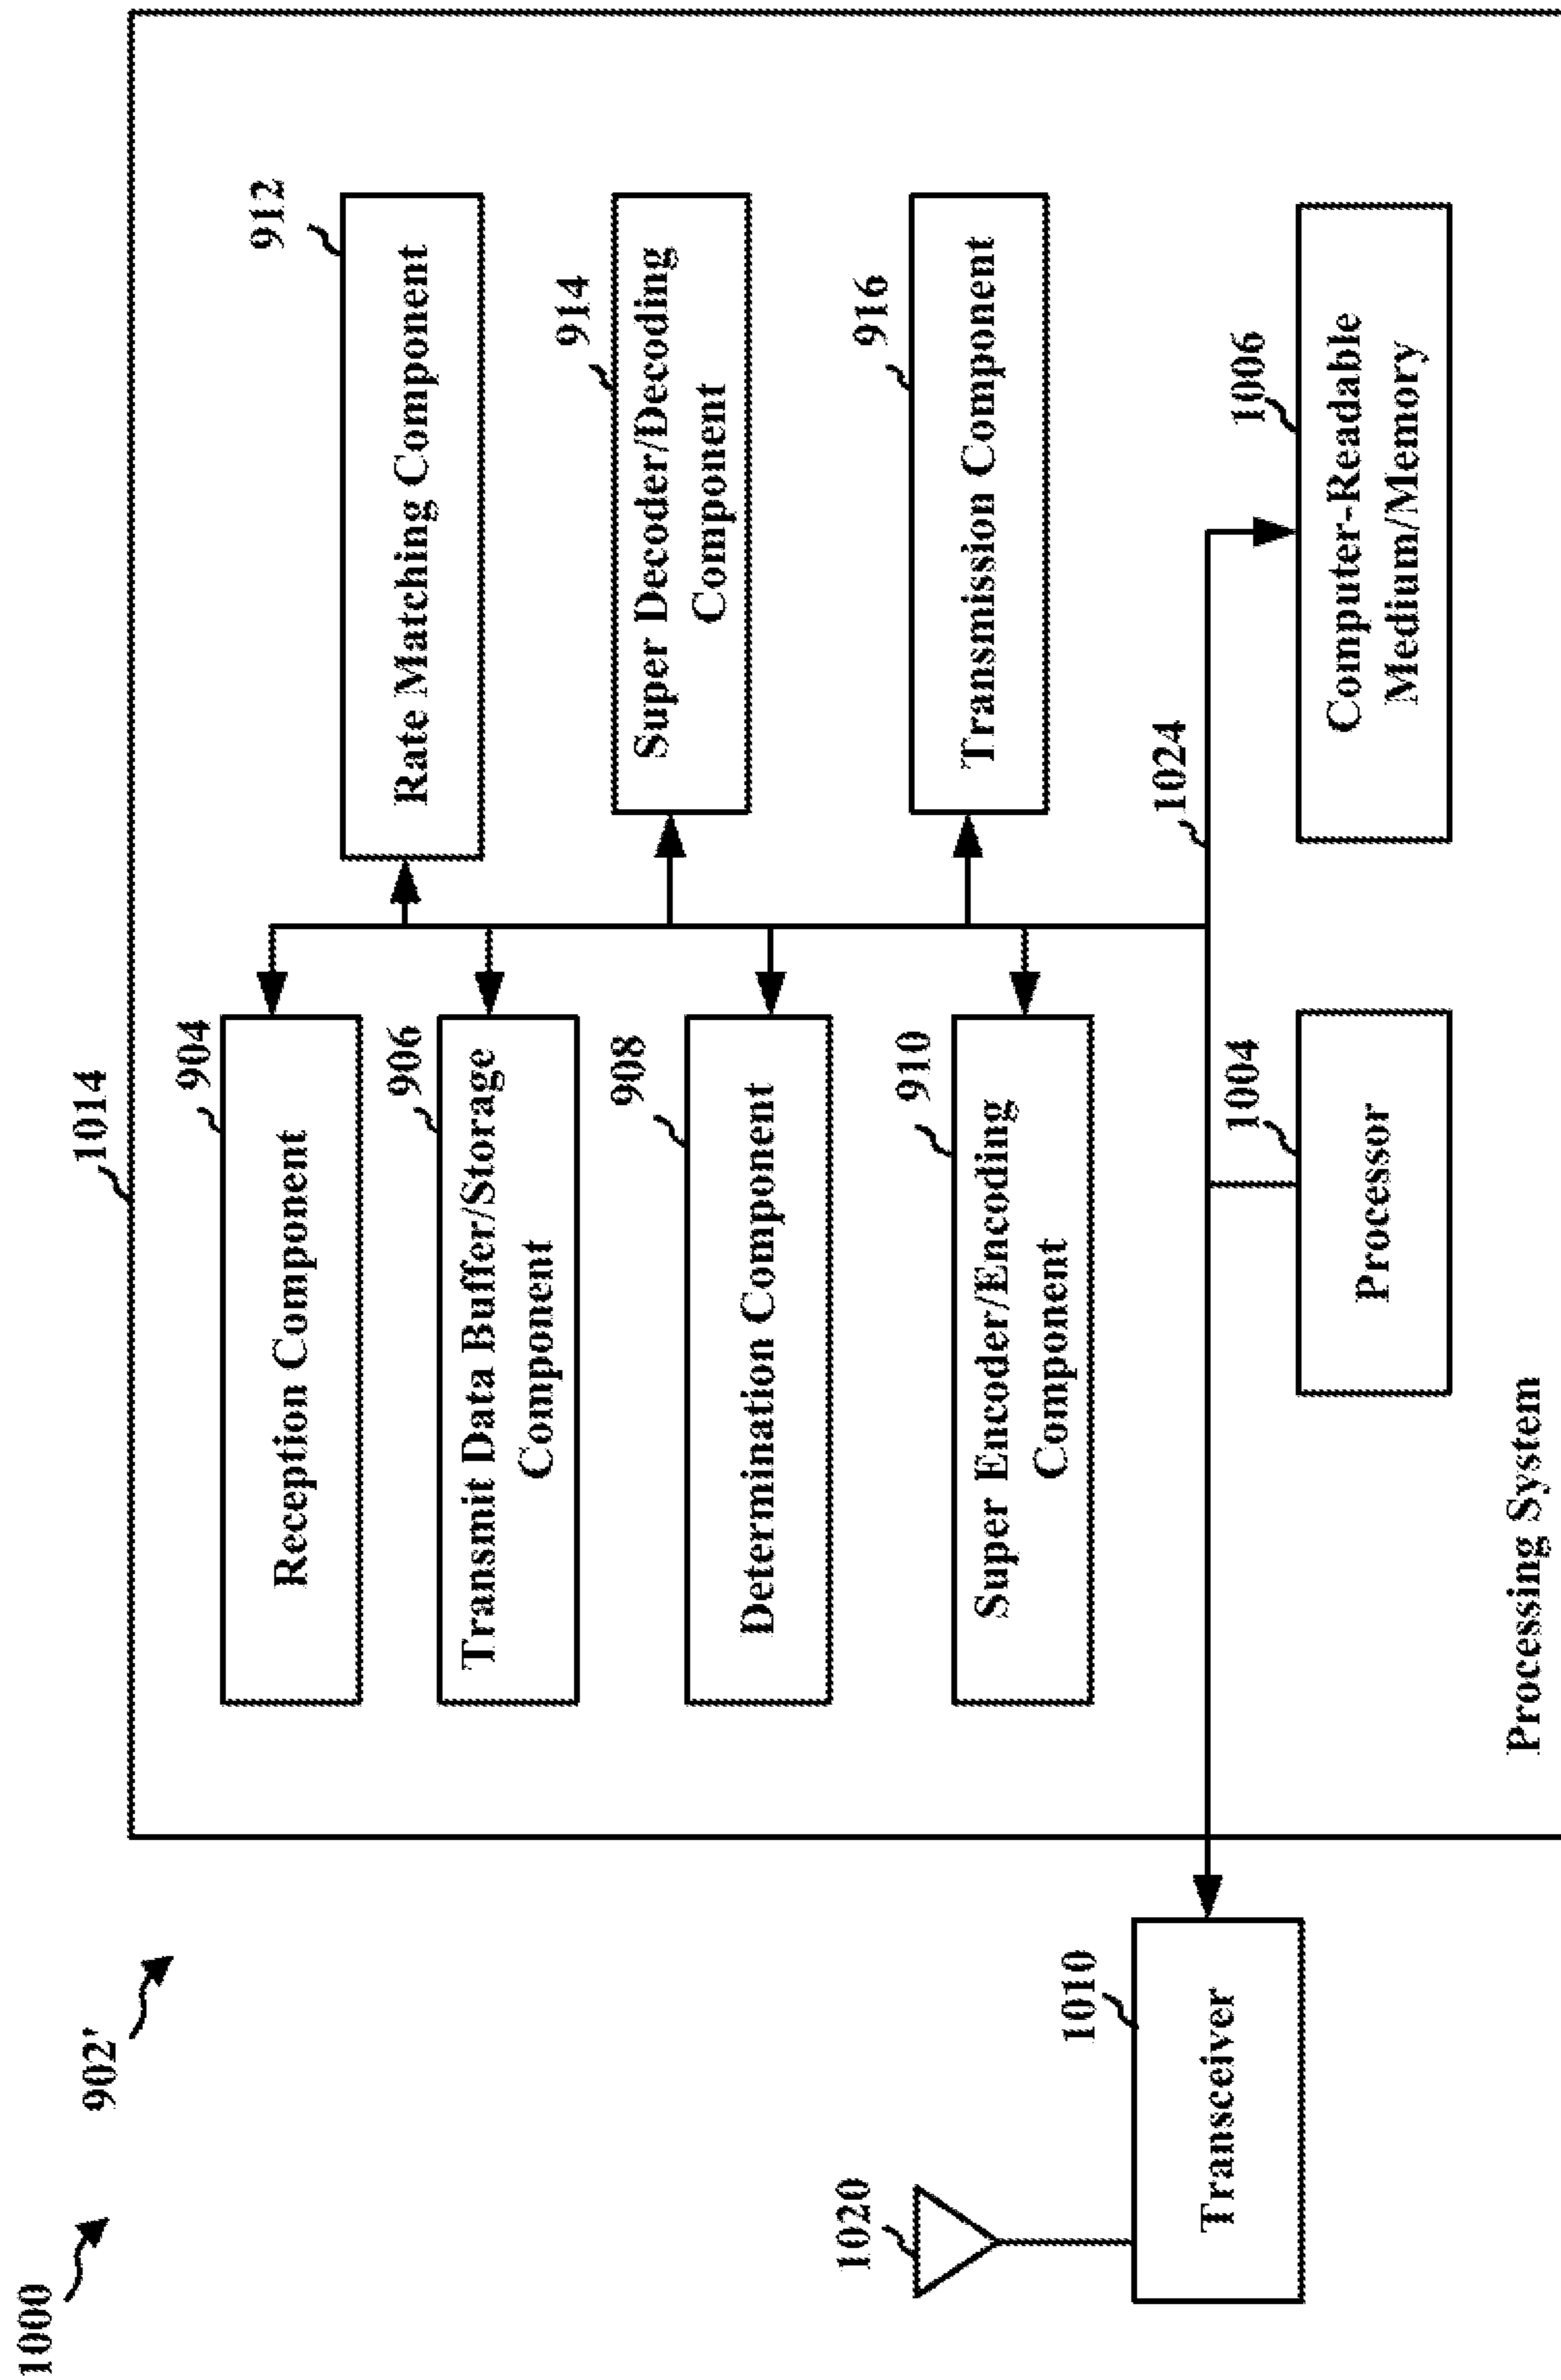 1000
902'
1014
904
Reception Component
906
Transmit Data Buffer/Storage
Component
908
Determination Component
910
Super Encoder/Encoding
Component
912
Rate Matching Component
914
Super Decoder/Decoding
Component
916
Transmission Component
1020
1010
Transceiver
1024
1004
Processor
1006
Computer-Readable
Medium/Memory
Processing System